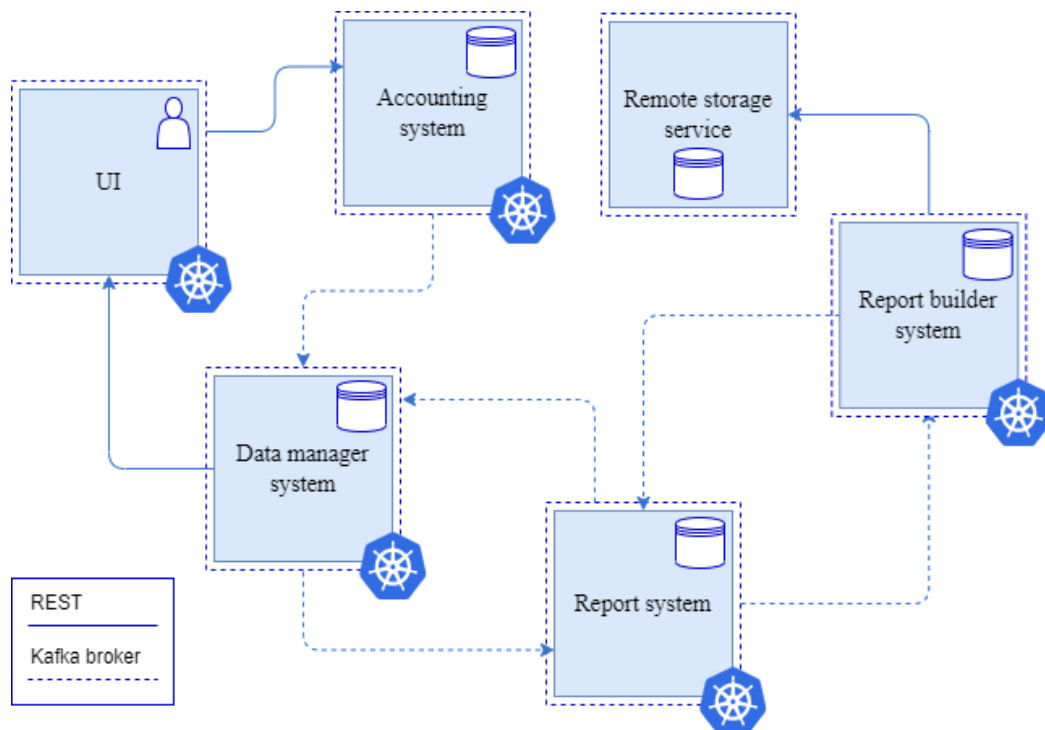 Accounting
system
Remote storage
service
UI
Report builder
system
Data manager
system
Report system
REST
Kafka broker